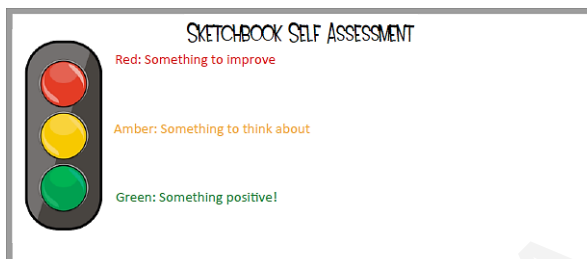 Sketchbook Self Assessment
Red: Something to improve
Amber: Something to think about
Green: Something positive!